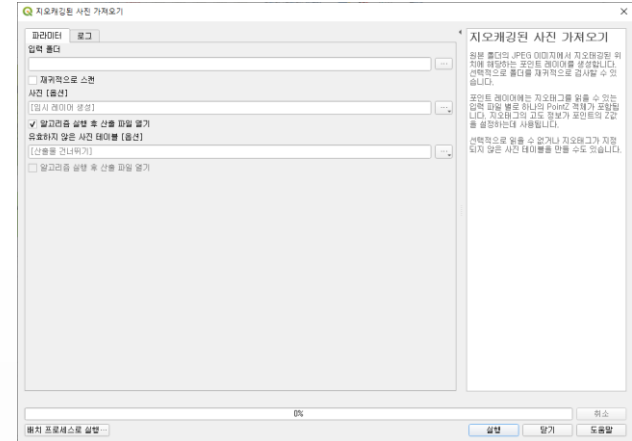 지오캐깅된 사진 가져오기
파라미터 로그
입력 폴더
…
재귀적으로 스캔
사진 [옵션]
[임시 레이어 생성]
…
알고리즘 실행 후 산출 파일 열기
유효하지 않은 사진 테이블 [옵션]
[산출물 건너뛰기]
…
알고리즘 실행 후 산출 파일 열기
지오캐깅된 사진 가져오기
원본 폴더의 JPEG 이미지에서 지오태깅된 위
치에 해당하는 포인트 레이어를 생성합니다.
선택적으로 폴더를 재귀적으로 검사할 수 있
습니다.
포인트 레이어에는 지오태그를 읽을 수 있는
입력 파일 별로 하나의 PointZ 객체가 포함됩
니다. 지오태그의 고도 정보가 포인트의 Z값
을 설정하는데 사용됩니다.
선택적으로 읽을 수 없거나 지오태그가 지정
되지 않은 사진 테이블을 만들 수도 있습니다.
0%
취소
배치 프로세스로 실행…
실행 닫기 도움말